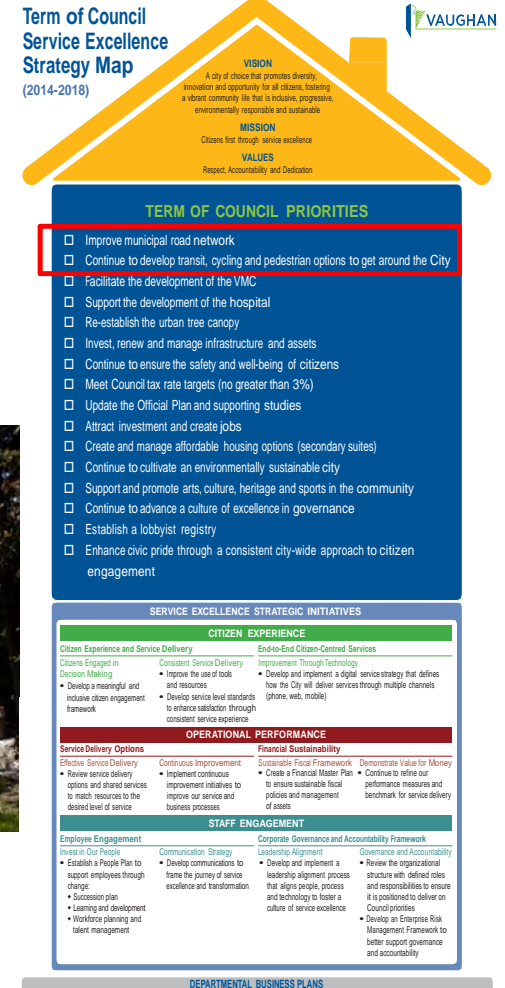 Term of Council
Service Excellence
Strategy Map
(2014-2018)
VAUGHAN
VISION
A city of choice that promotes diversity,
innovation and opportunity for all citizens, fostering
a vibrant community life that is inclusive, progressive,
environmentally responsible and sustainable
MISSION
Citizens first through service excellence
VALUES
Respect, Accountability and Dedication
TERM OF COUNCIL PRIORITIES
Improve municipal road network
Continue to develop transit, cycling and pedestrian options to get around the City
Facilitate the development of the VMC
Support the development of the hospital
Re-establish the urban tree canopy
Invest, renew and manage infrastructure and assets
Continue to ensure the safety and well-being of citizens
Meet Council tax rate targets (no greater than 3%)
Update the Official Plan and supporting studies
Attract investment and create jobs
Create and manage affordable housing options (secondary suites)
Continue to cultivate an environmentally sustainable city
Support and promote arts, culture, heritage and sports in the community
Continue to advance a culture of excellence in governance
Establish a lobbyist registry
Enhance civic pride through a consistent city-wide approach to citizen
engagement
SERVICE EXCELLENCE STRATEGIC INITIATIVES
CITIZEN EXPERIENCE
Citizen Experience and Service Delivery
Citizens Engaged in
Decision Making
• Develop a meaningful and
inclusive citizen engagement
framework
Consistent Service Delivery
• Improve the use of tools
and resources
• Develop service level standards
to enhance satisfaction through
consistent service experience
End-to-End Citizen-Centred Services
Improvement Through Technology
• Develop and implement a digital service strategy that defines
how the City will deliver services through multiple channels
(phone, web, mobile)
OPERATIONAL PERFORMANCE
Service Delivery Options
Effective Service Delivery
• Review service delivery
options and shared services
to match resources to the
desired level of service
Continuous Improvement
• Implement continuous
improvement initiatives to
improve our service and
business processes
Financial Sustainability
Sustainable Fiscal Framework
• Create a Financial Master Plan
to ensure sustainable fiscal
policies and management
of assets
Demonstrate Value for Money
• Continue to refine our
performance measures and
benchmark for service delivery
STAFF ENGAGEMENT
Employee Engagement
Invest in Our People
• Establish a People Plan to
support employees through
change:
• Succession plan
• Learning and development
• Workforce planning and
talent management
Communication Strategy
• Develop communications to
frame the journey of service
excellence and transformation
Corporate Governance and Accountability Framework
Leadership Alignment
• Develop and implement a
leadership alignment process
that aligns people, process
and technology to foster a
culture of service excellence
Governance and Accountability
• Review the organizational
structure with defined roles
and responsibilities to ensure
it is positioned to deliver on
Council priorities
• Develop an Enterprise Risk
Management Framework to
better support governance
and accountability
DEPARTMENTAL BUSINESS PLANS